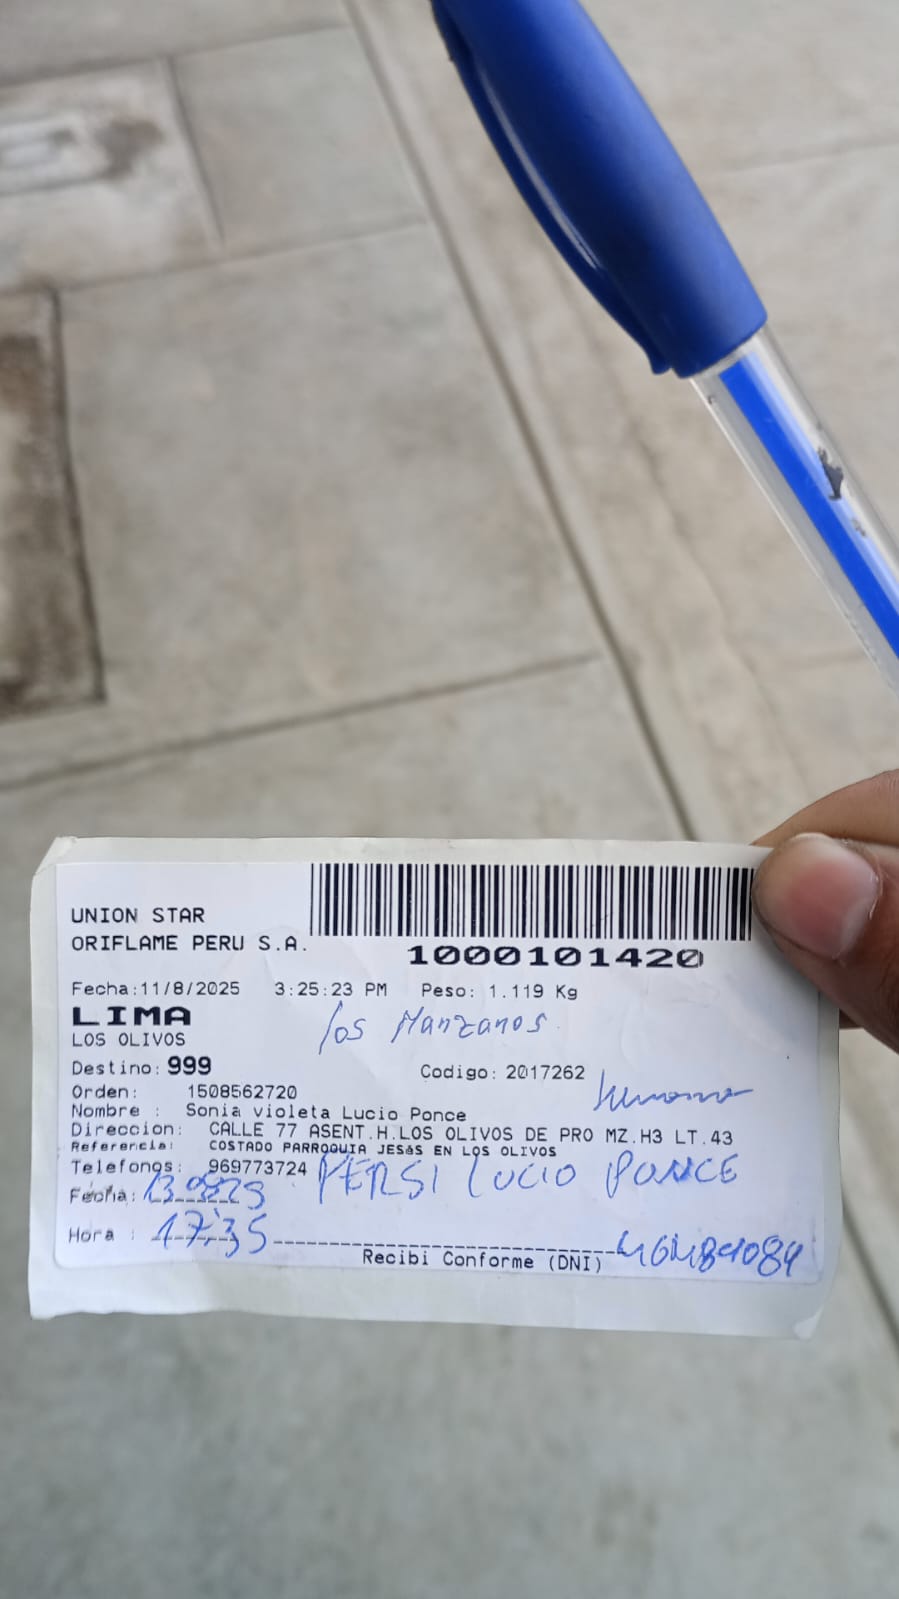 UNION STAR
ORIFLAME PERU S.A.
1000101420
Fecha:11/8/2025 3:25:23 PM Peso: 1.119 Kg
LIMA
los Manzanos
LOS OLIVOS
Destino: 999 Codigo: 2017262
Orden: 1508562720
Nombre : Sonia violeta Lucio Ponce
Direccion: CALLE 77 ASENT.H.LOS OLIVOS DE PRO MZ.H3 LT.43
Referencia: COSTADO PARROQUIA JESáS EN LOS OLIVOS
Telefonos: 969773724 PERSI LUCIO PONCE
Fecha:
Hora : 17:35
Recibi Conforme (DNI)